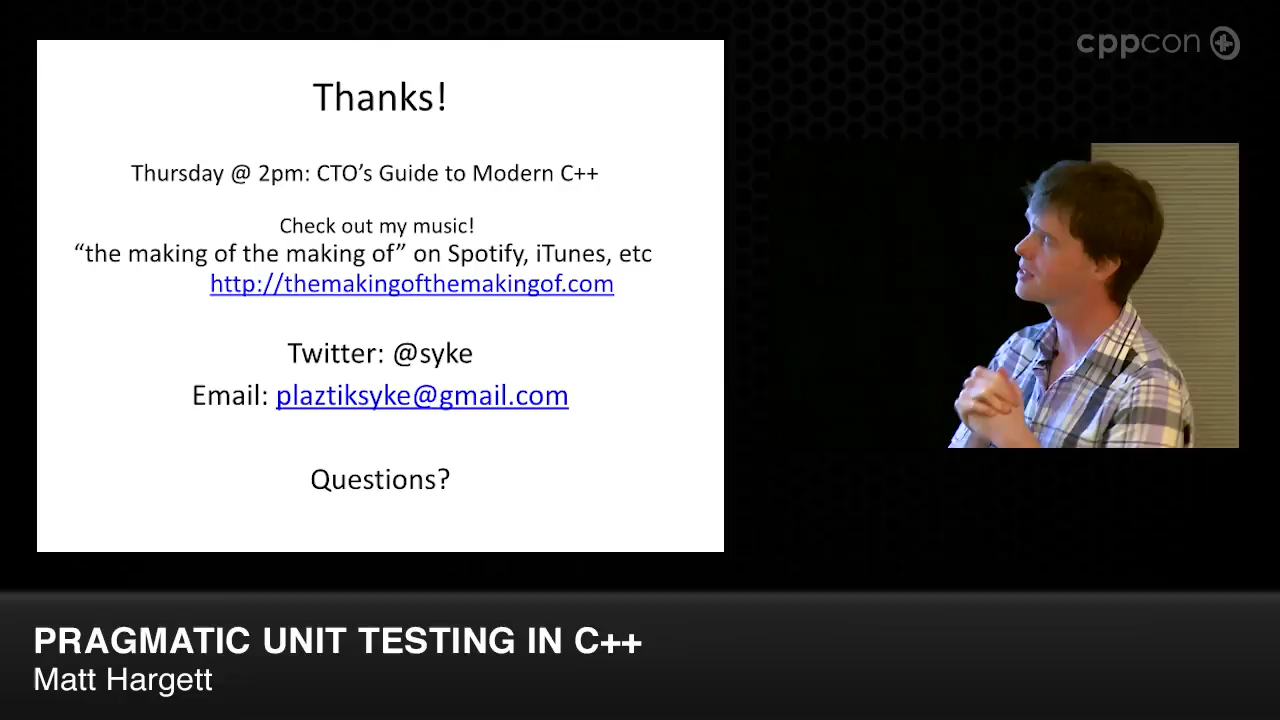 cppcon
Thanks!
Thursday @ 2pm: CTO’s Guide to Modern C++
Check out my music!
“the making of the making of” on Spotify, iTunes, etc
http://themakingofthemakingof.com
Twitter: @syke
Email: plaztiksyke@gmail.com
Questions?
PRAGMATIC UNIT TESTING IN C++
Matt Hargett